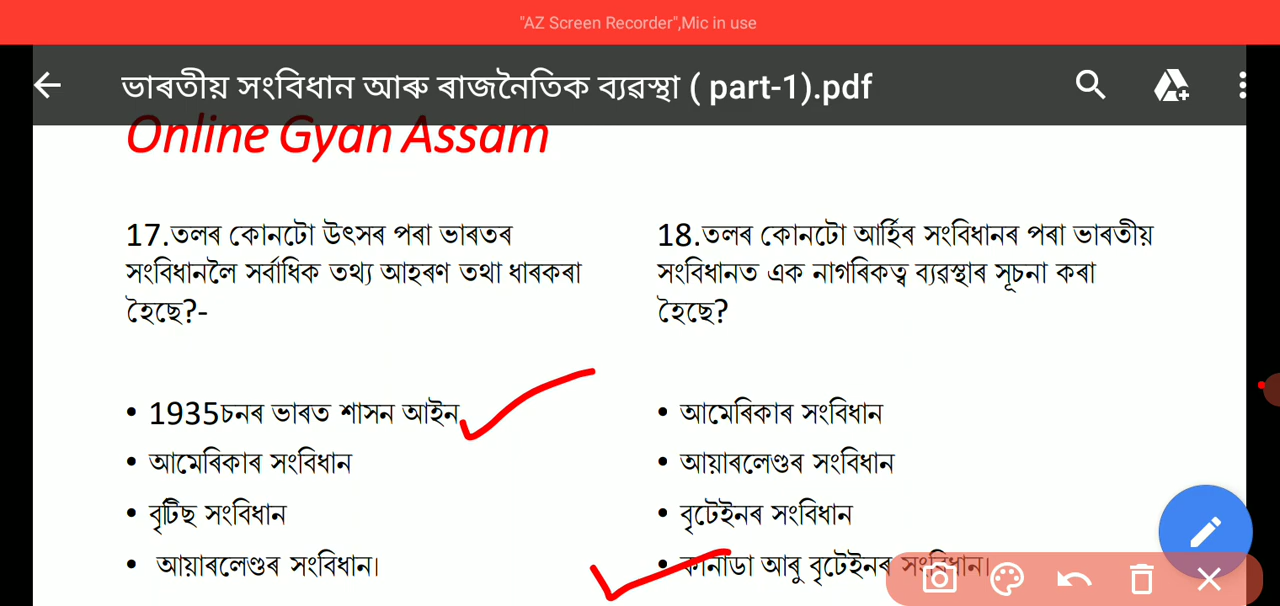 "AZ Screen Recorder",Mic in use
ভাৰতীয় সংবিধান আৰু ৰাজনৈতিক ব্যৱস্থা ( part-1).pdf
Online Gyan Assam
17.তলৰ কোনটো উৎসৰ পৰা ভাৰতৰ
সংবিধানলৈ সৰ্বাধিক তথ্য আহৰণ তথা ধাৰকৰা
হৈছে?-
• 1935চনৰ ভাৰত শাসন আইন
• আমেৰিকাৰ সংবিধান
• বৃটিছ সংবিধান
• আয়াৰলেণ্ডৰ সংবিধান।
18.তলৰ কোনটো আৰ্হিৰ সংবিধানৰ পৰা ভাৰতীয়
সংবিধানত এক নাগৰিকত্ব ব্যৱস্থাৰ সূচনা কৰা
হৈছে?
• আমেৰিকাৰ সংবিধান
• আয়াৰলেণ্ডৰ সংবিধান
• বৃটেইনৰ সংবিধান
• কানাডা আৰু বৃটেইনৰ সংবিধান।